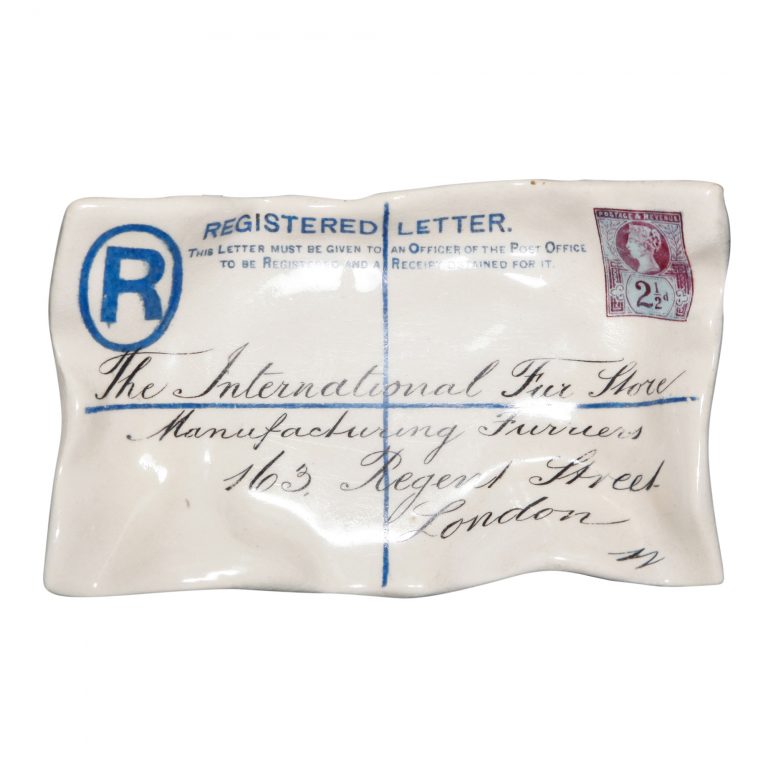 REGISTERED LETTER.
THIS LETTER MUST BE GIVEN TO AN OFFICER OF THE POST OFFICE
TO BE REGISTERED AND A RECEIPT OBTAINED FOR IT.
R
POSTAGE & REVENUE
2½d
The International Fur Store
Manufacturing Furriers
163, Regent Street
London